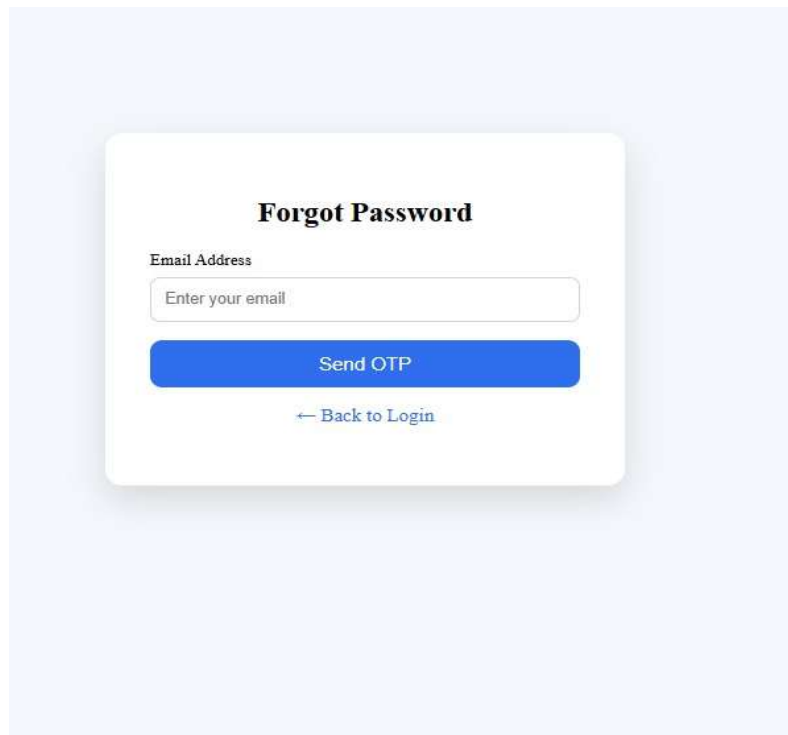 Forgot Password
Email Address
Enter your email
Send OTP
← Back to Login